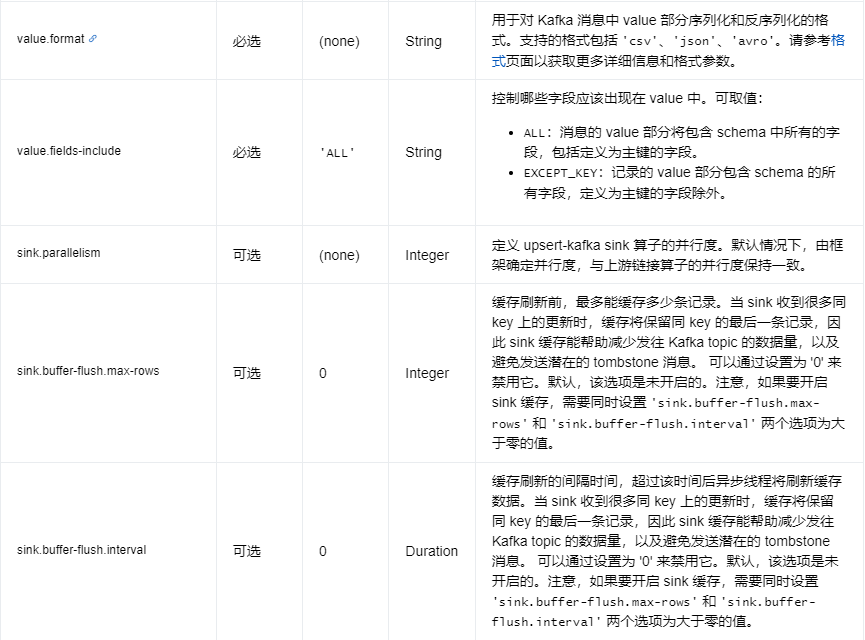 用于对 Kafka 消息中 value 部分序列化和反序列化的格
value.format 必选 (none) String 式。支持的格式包括 'csv'、'json'、'avro'。请参考格
式页面以获取更多详细信息和格式参数。
控制哪些字段应该出现在 value 中。可取值：
ALL：消息的 value 部分将包含 schema 中所有的字
value.fields-include 必选 'ALL' String 段，包括定义为主键的字段。
EXCEPT_KEY：记录的 value 部分包含 schema 的所
有字段，定义为主键的字段除外。
sink.parallelism 可选 (none) Integer 定义 upsert-kafka sink 算子的并行度。默认情况下，由框
架确定并行度，与上游链接算子的并行度保持一致。
缓存刷新前，最多能缓存多少条记录。当 sink 收到很多同
key 上的更新时，缓存将保留同 key 的最后一条记录，因
此 sink 缓存能帮助减少发往 Kafka topic 的数据量，以及
sink.buffer-flush.max-rows 可选 0 Integer 避免发送潜在的 tombstone 消息。 可以通过设置为 '0' 来
禁用它。默认，该选项是未开启的。注意，如果要开启
sink 缓存，需要同时设置 'sink.buffer-flush.max-
rows' 和 'sink.buffer-flush.interval' 两个选项为大
于零的值。
缓存刷新的间隔时间，超过该时间后异步线程将刷新缓存
数据。当 sink 收到很多同 key 上的更新时，缓存将保留
同 key 的最后一条记录，因此 sink 缓存能帮助减少发往
Kafka topic 的数据量，以及避免发送潜在的 tombstone
sink.buffer-flush.interval 可选 0 Duration 消息。 可以通过设置为 '0' 来禁用它。默认，该选项是未
开启的。注意，如果要开启 sink 缓存，需要同时设置
'sink.buffer-flush.max-rows' 和 'sink.buffer-
flush.interval' 两个选项为大于零的值。